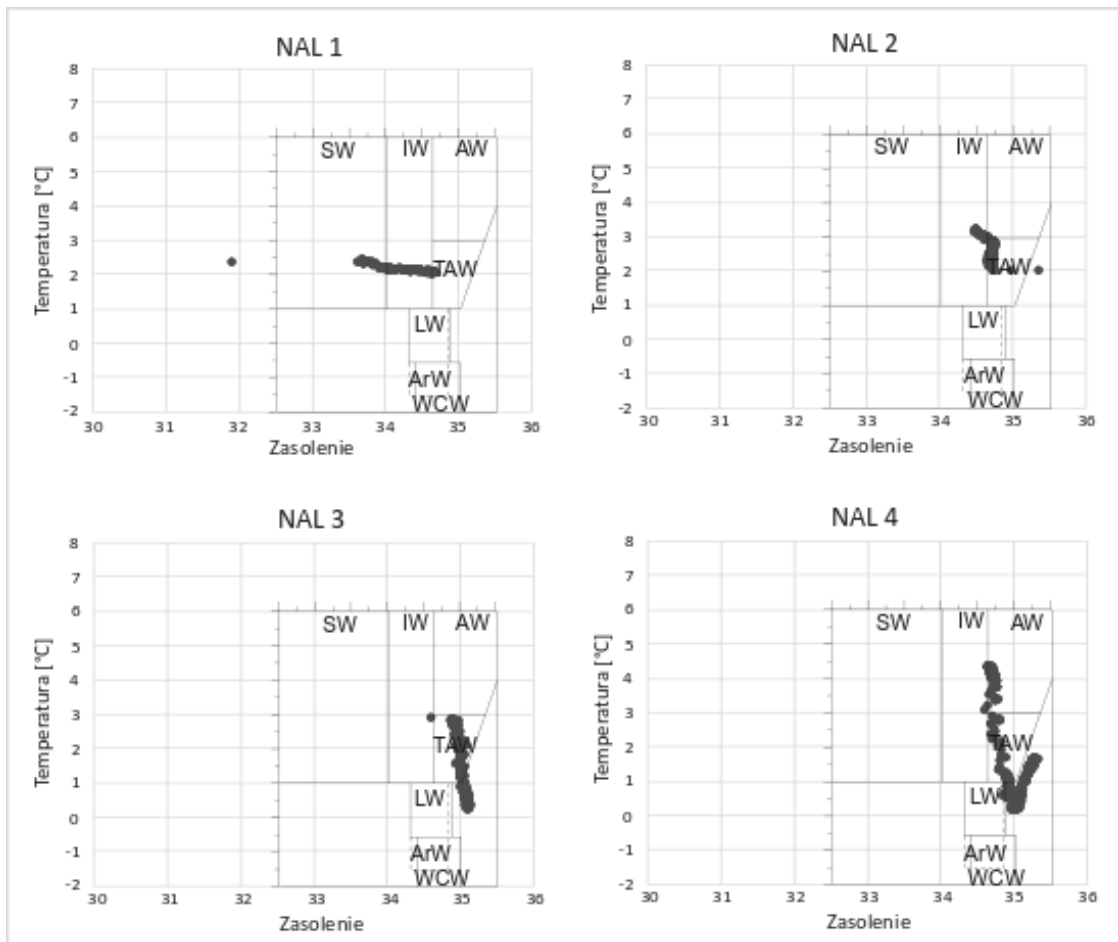 NAL 1
8
7
6
5
4
3
2
1
0
-1
-2
Temperatura [°C]
SW IW AW
TAW
LW
ArW
WCW
30 31 32 33 34 35 36
Zasolenie
NAL 2
8
7
6
5
4
3
2
1
0
-1
-2
Temperatura [°C]
SW IW AW
TAW
LW
ArW
WCW
30 31 32 33 34 35 36
Zasolenie
NAL 3
8
7
6
5
4
3
2
1
0
-1
-2
Temperatura [°C]
SW IW AW
TAW
LW
ArW
WCW
30 31 32 33 34 35 36
Zasolenie
NAL 4
8
7
6
5
4
3
2
1
0
-1
-2
Temperatura [°C]
SW IW AW
TAW
LW
ArW
WCW
30 31 32 33 34 35 36
Zasolenie